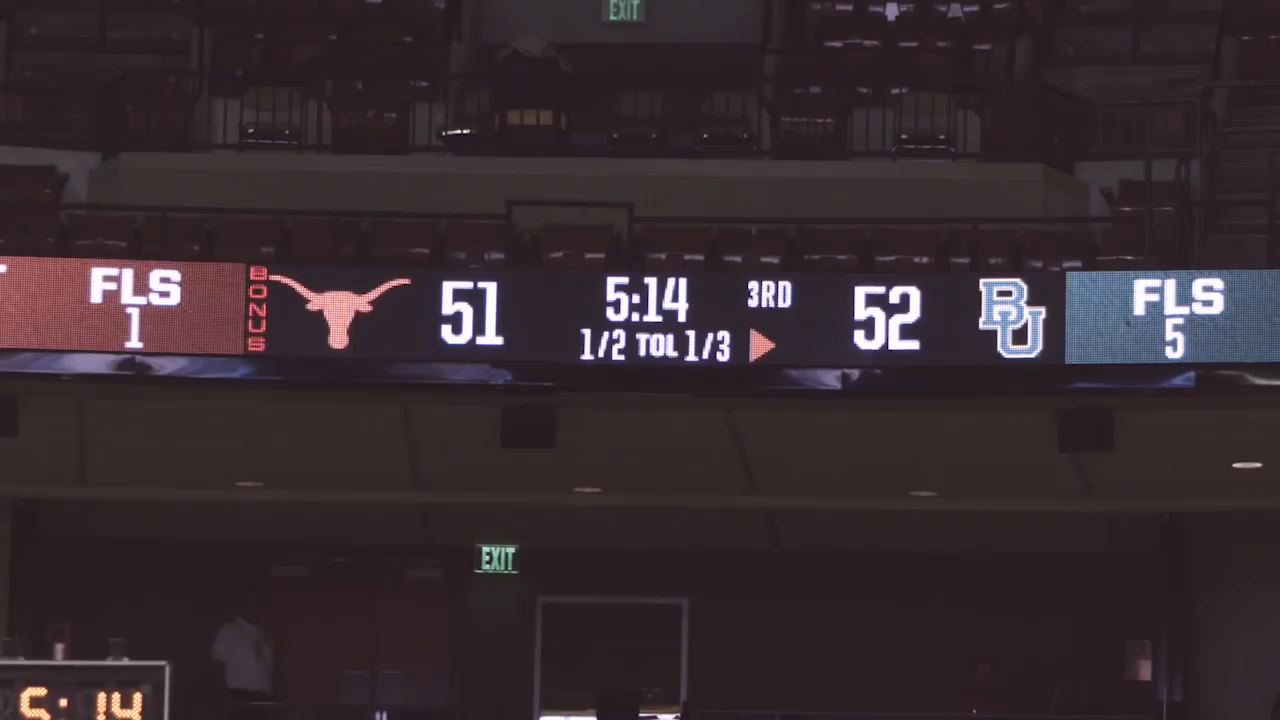 EXIT
FLS
1
BONUS
51
5:14
3RD
1/2 TOL 1/3
52
BU
FLS
5
EXIT
5:14